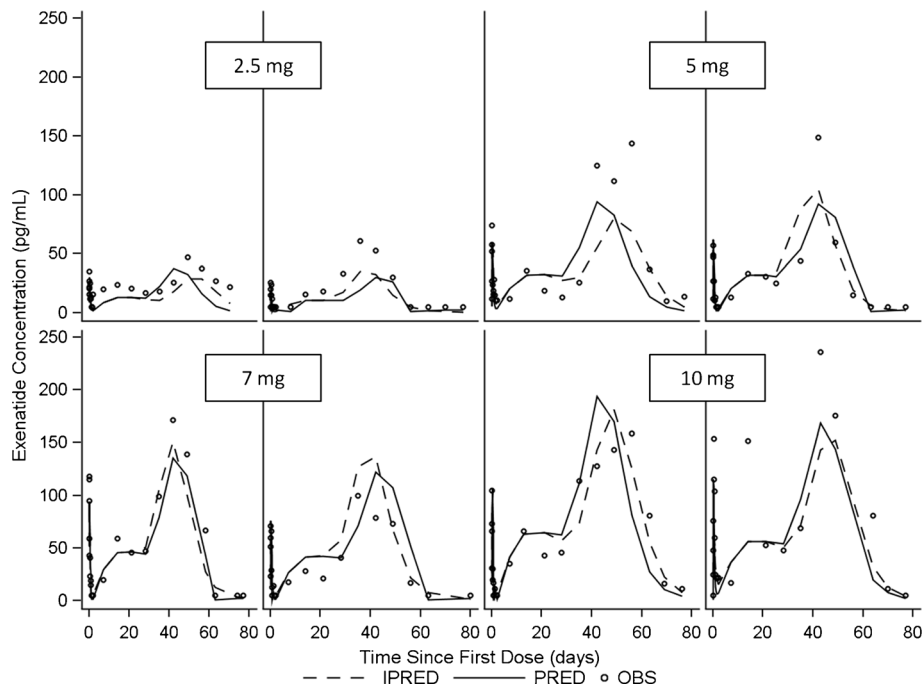 250
200
150
100
50
0
2.5 mg
5 mg
Exenatide Concentration (pg/mL)
250
200
150
100
50
0
7 mg
10 mg
0 20 40 60 80 0 20 40 60 80 0 20 40 60 80 0 20 40 60 80
Time Since First Dose (days)
IPRED PRED OBS